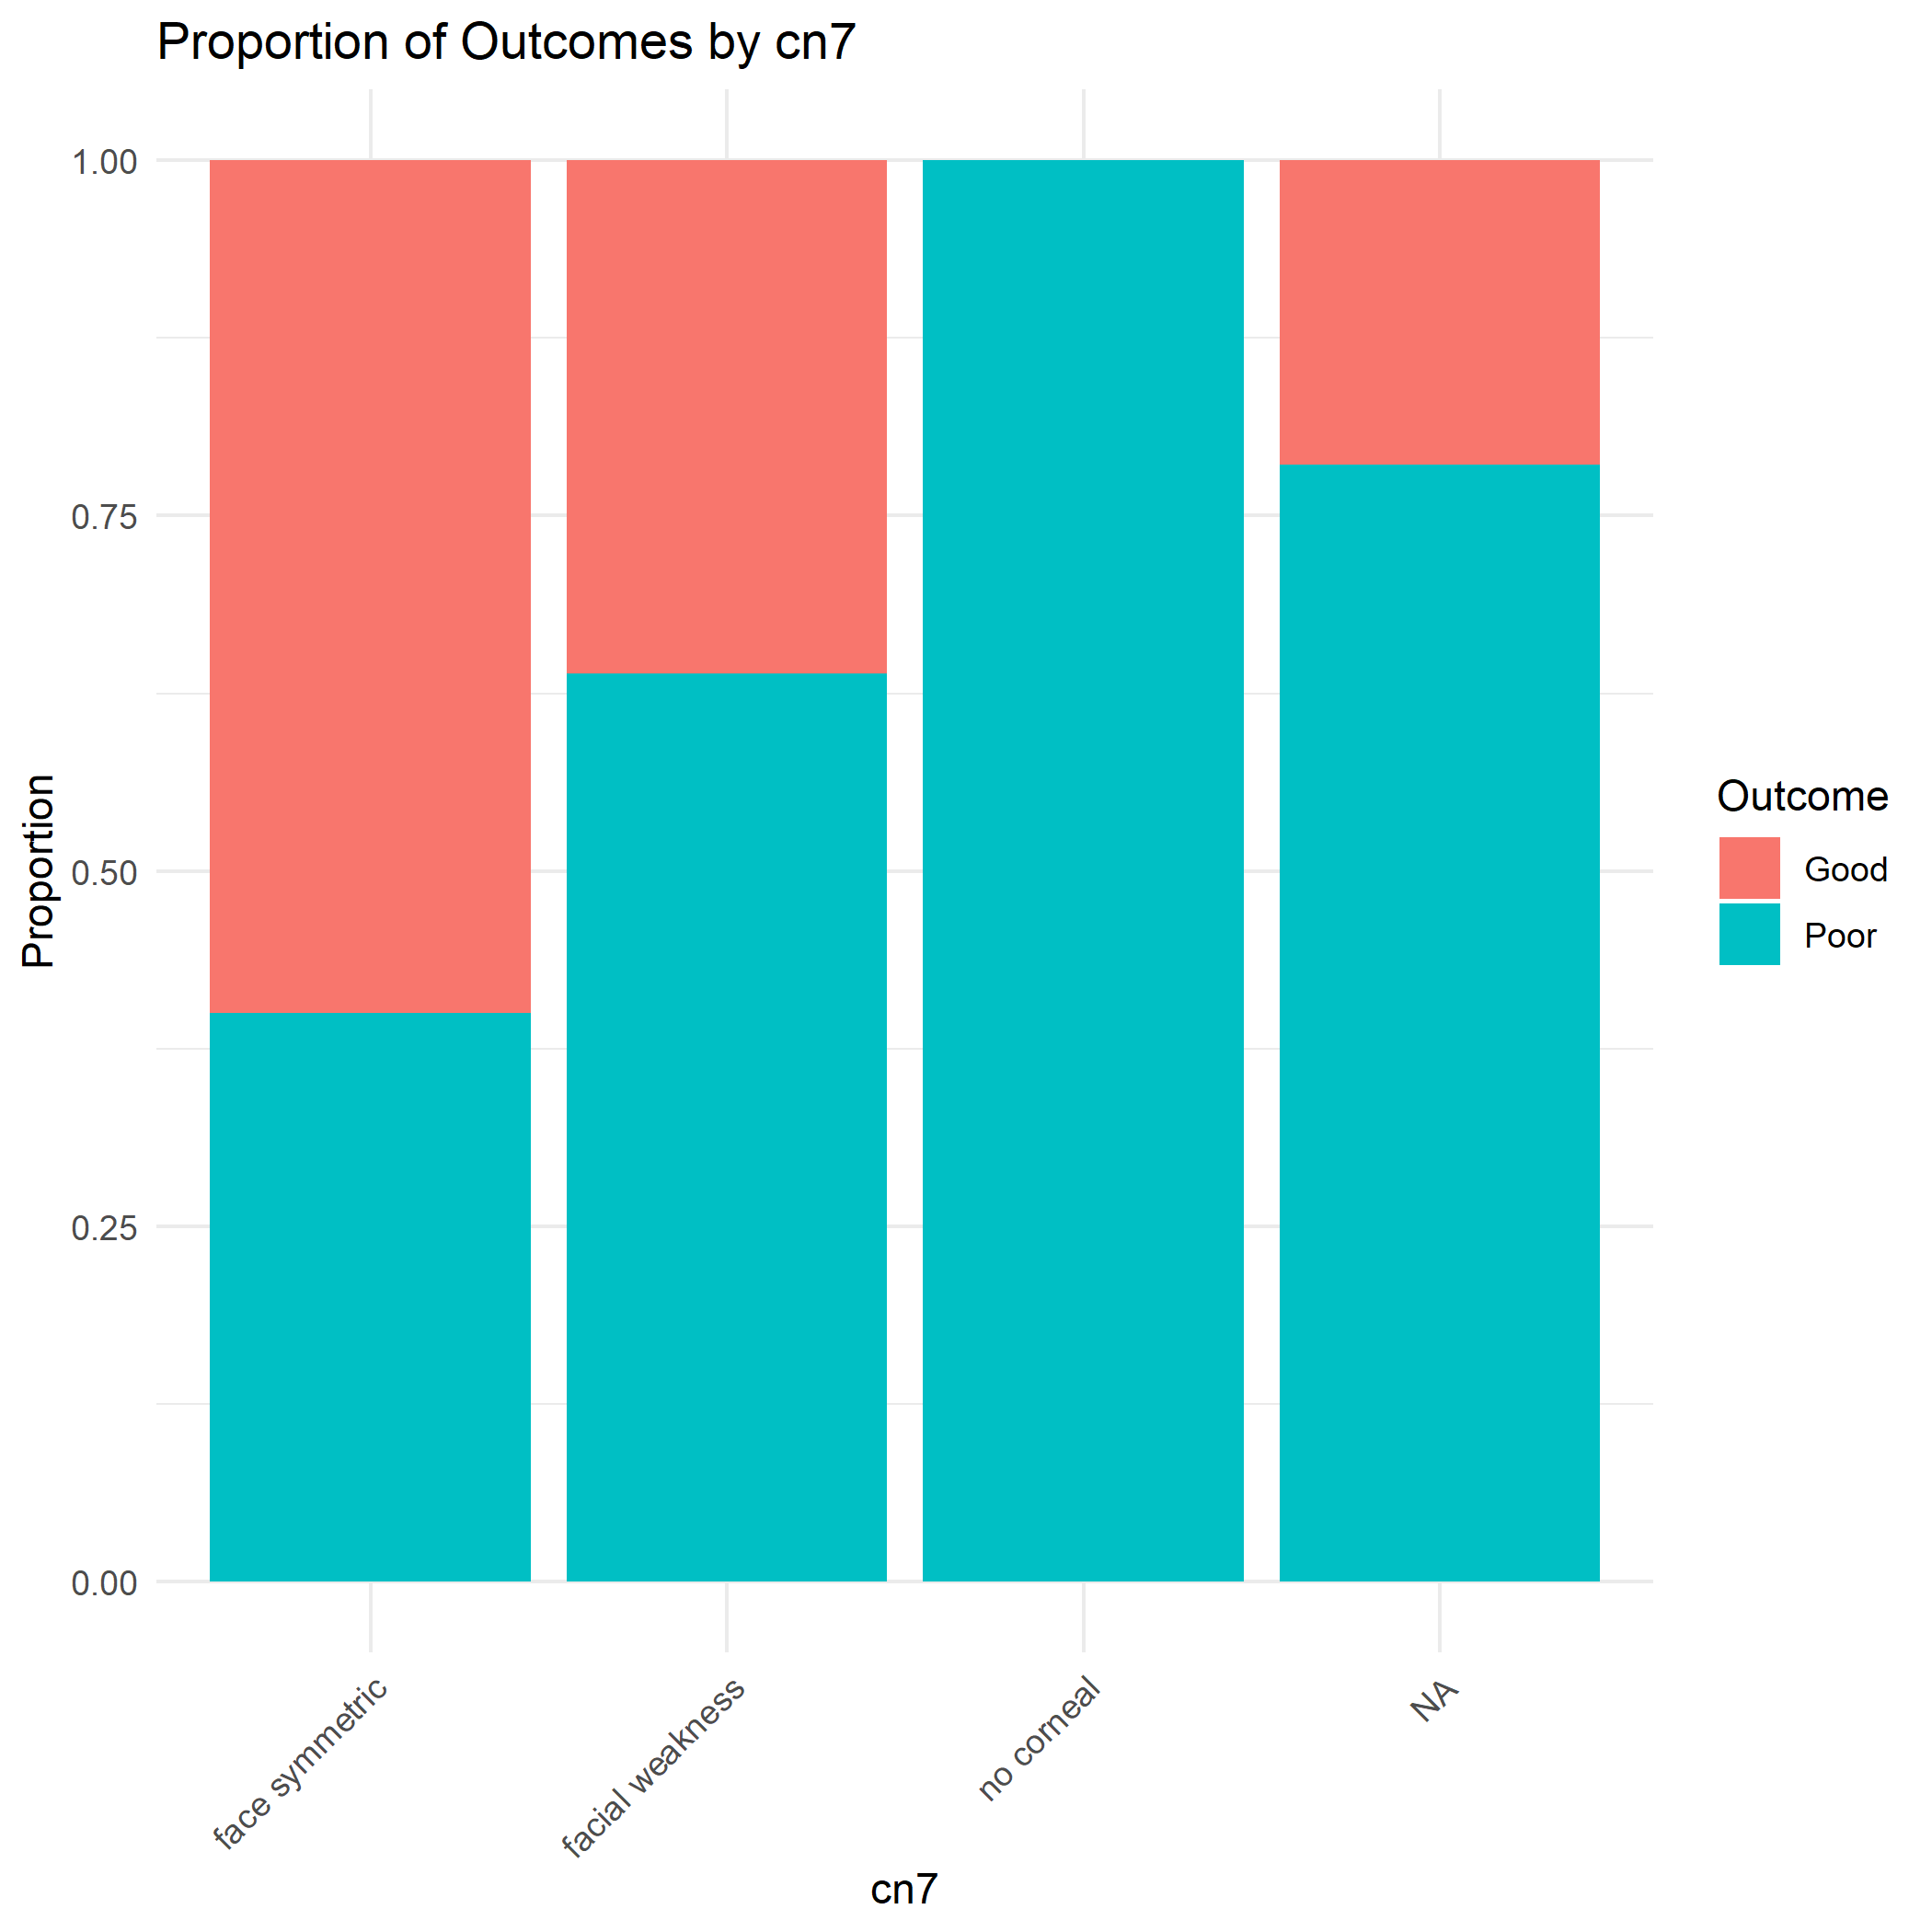 Proportion of Outcomes by cn7
1.00
0.75
0.50
0.25
0.00
Proportion
face symmetric
facial weakness
no corneal
NA
cn7
Outcome
Good
Poor